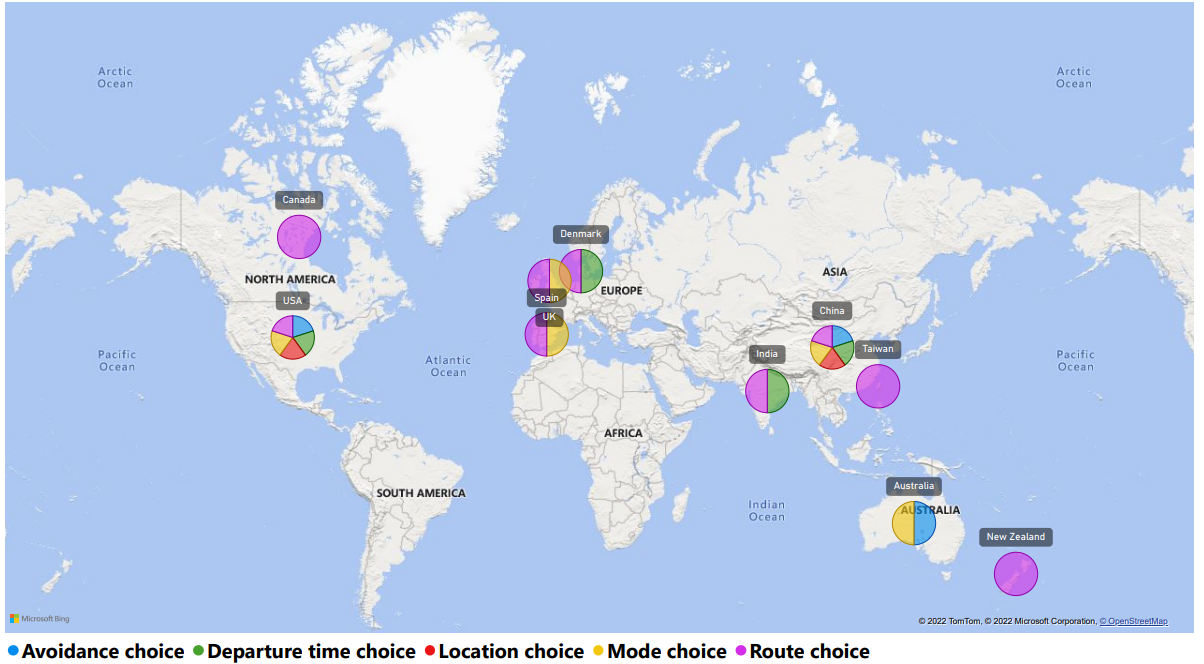 Arctic
Ocean
Arctic
Ocean
Canada
Denmark
NORTH AMERICA
ASIA
EUROPE
Spain
USA
China
UK
Taiwan
India
Pacific
Ocean
Atlantic
Ocean
Pacific
Ocean
AFRICA
SOUTH AMERICA
Australia
Indian
Ocean
AUSTRALIA
New Zealand
Microsoft Bing
© 2022 TomTom, © 2022 Microsoft Corporation, © OpenStreetMap
Avoidance choice Departure time choice Location choice Mode choice Route choice